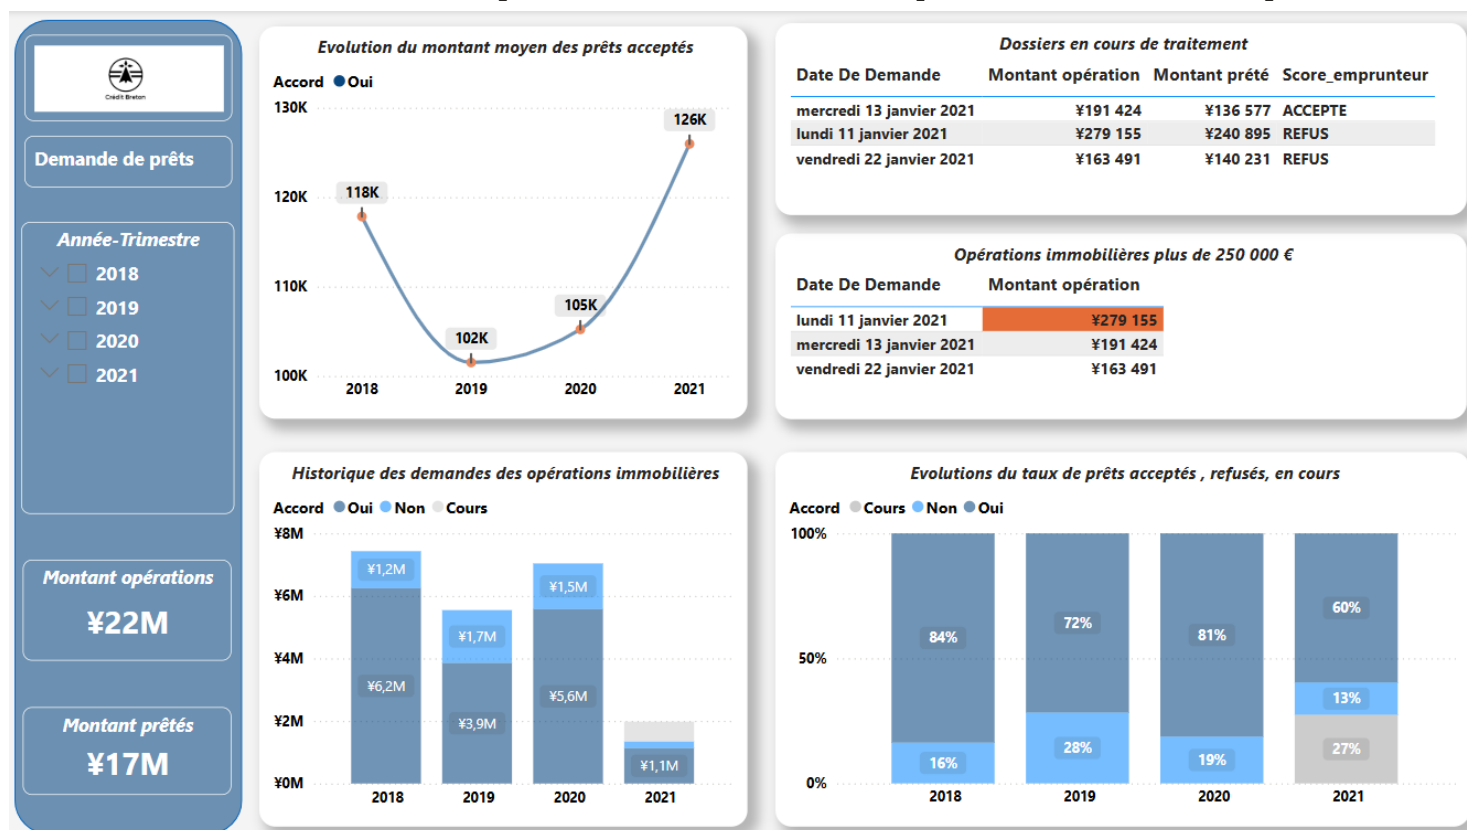 Crédit Breton
Demande de prêts
Année-Trimestre
2018
2019
2020
2021
Montant opérations
¥22M
Montant prêtés
¥17M
Evolution du montant moyen des prêts acceptés
Accord Oui
130K
120K
110K
100K
118K
102K
105K
126K
2018 2019 2020 2021
Dossiers en cours de traitement
Date De Demande Montant opération Montant prété Score_emprunteur
mercredi 13 janvier 2021 ¥191 424 ¥136 577 ACCEPTE
lundi 11 janvier 2021 ¥279 155 ¥240 895 REFUS
vendredi 22 janvier 2021 ¥163 491 ¥140 231 REFUS
Opérations immobilières plus de 250 000 €
Date De Demande Montant opération
lundi 11 janvier 2021 ¥279 155
mercredi 13 janvier 2021 ¥191 424
vendredi 22 janvier 2021 ¥163 491
Historique des demandes des opérations immobilières
Accord Oui Non Cours
¥8M
¥6M
¥4M
¥2M
¥0M
¥1,2M
¥6,2M
¥1,7M
¥3,9M
¥1,5M
¥5,6M
¥1,1M
2018 2019 2020 2021
Evolutions du taux de prêts acceptés , refusés, en cours
Accord Cours Non Oui
100%
50%
0%
84%
16%
72%
28%
81%
19%
60%
13%
27%
2018 2019 2020 2021